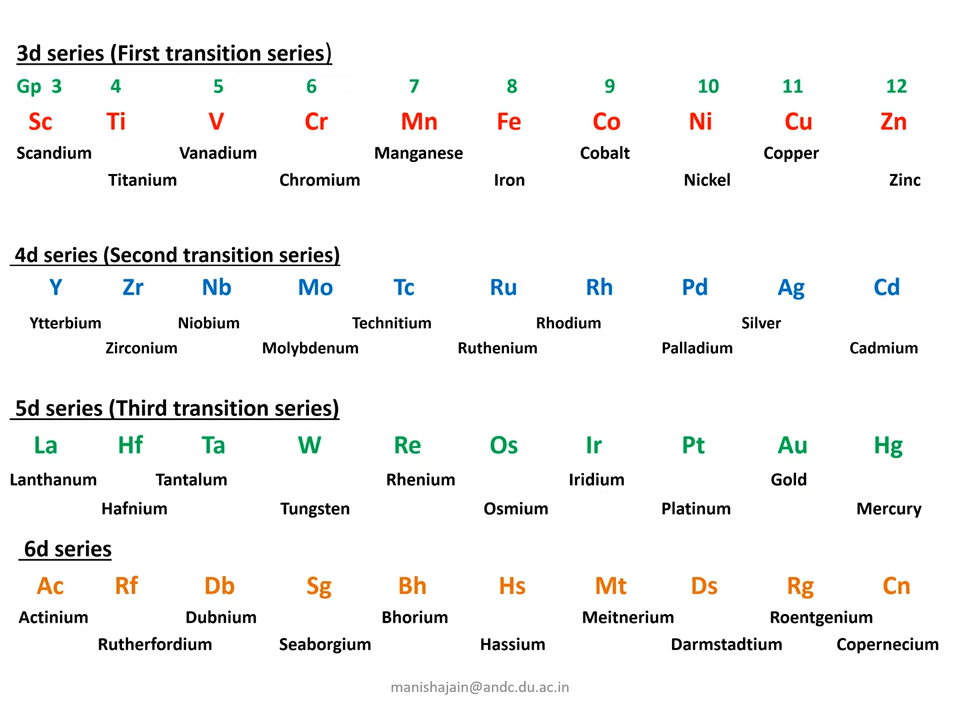 3d series (First transition series)
Gp 3 4 5 6 7 8 9 10 11 12
Sc Ti V Cr Mn Fe Co Ni Cu Zn
Scandium Vanadium Manganese Cobalt Copper
Titanium Chromium Iron Nickel Zinc
4d series (Second transition series)
Y Zr Nb Mo Tc Ru Rh Pd Ag Cd
Ytterbium Niobium Technitium Rhodium Silver
Zirconium Molybdenum Ruthenium Palladium Cadmium
5d series (Third transition series)
La Hf Ta W Re Os Ir Pt Au Hg
Lanthanum Tantalum Rhenium Iridium Gold
Hafnium Tungsten Osmium Platinum Mercury
6d series
Ac Rf Db Sg Bh Hs Mt Ds Rg Cn
Actinium Dubnium Bhorium Meitnerium Roentgenium
Rutherfordium Seaborgium Hassium Darmstadtium Copernecium
manishajain@andc.du.ac.in